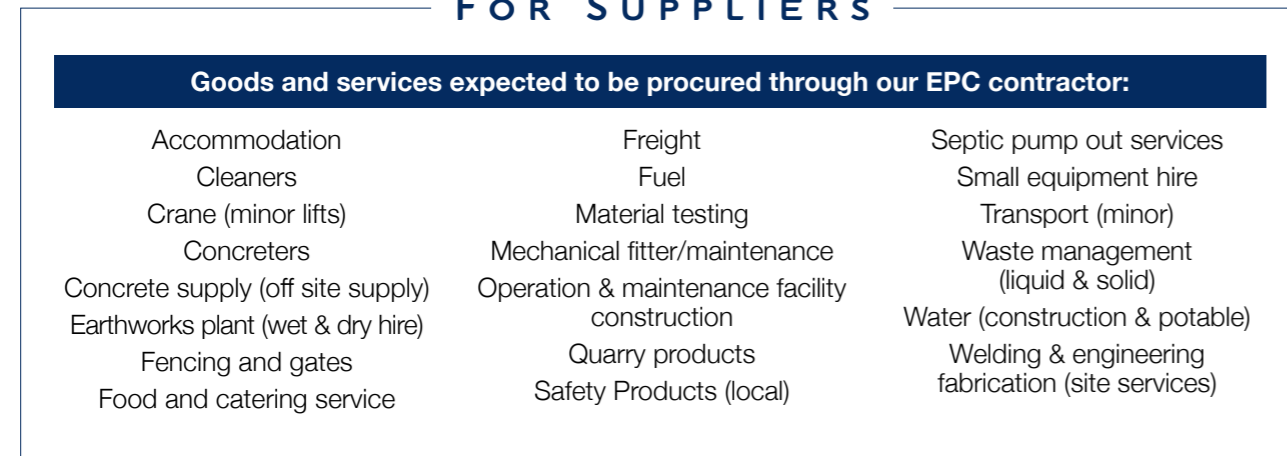 FOR SUPPLIERS
Goods and services expected to be procured through our EPC contractor:
Accommodation
Cleaners
Crane (minor lifts)
Concreters
Concrete supply (off site supply)
Earthworks plant (wet & dry hire)
Fencing and gates
Food and catering service
Freight
Fuel
Material testing
Mechanical fitter/maintenance
Operation & maintenance facility
construction
Quarry products
Safety Products (local)
Septic pump out services
Small equipment hire
Transport (minor)
Waste management
(liquid & solid)
Water (construction & potable)
Welding & engineering
fabrication (site services)